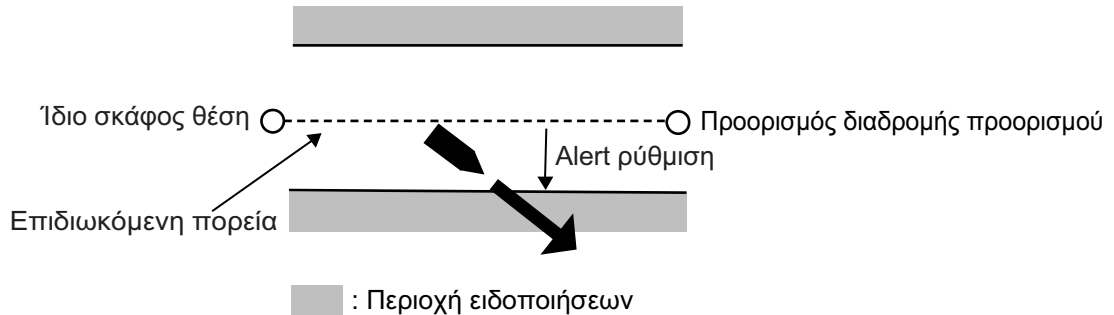 Ίδιο σκάφος θέση
Προορισμός διαδρομής προορισμού
Alert ρύθμιση
Επιδιωκόμενη πορεία
: Περιοχή ειδοποιήσεων